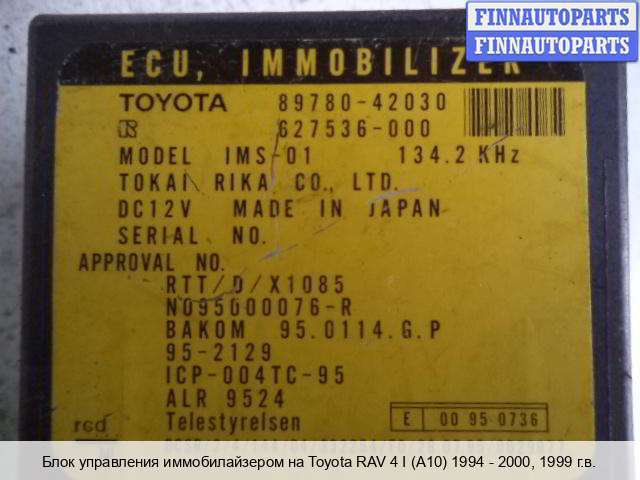 FINNAUTOPARTS
FINNAUTOPARTS
ECU, IMMOBILIZER
TOYOTA 89780-42030
627536-000
MODEL IMS-01 134.2 KHz
TOKAI RIKA CO., LTD.
DC12V MADE IN JAPAN
SERIAL NO.
APPROVAL NO.
RTT/D/X1085
N095000076-R
BAKOM 95.0114.G.P
95-2129
ICP-004TC-95
ALR 9524
rcd Telestyrelsen
E 00 95 0736
Блок управления иммобилайзером на Toyota RAV 4 I (A10) 1994 - 2000, 1999 г.в.